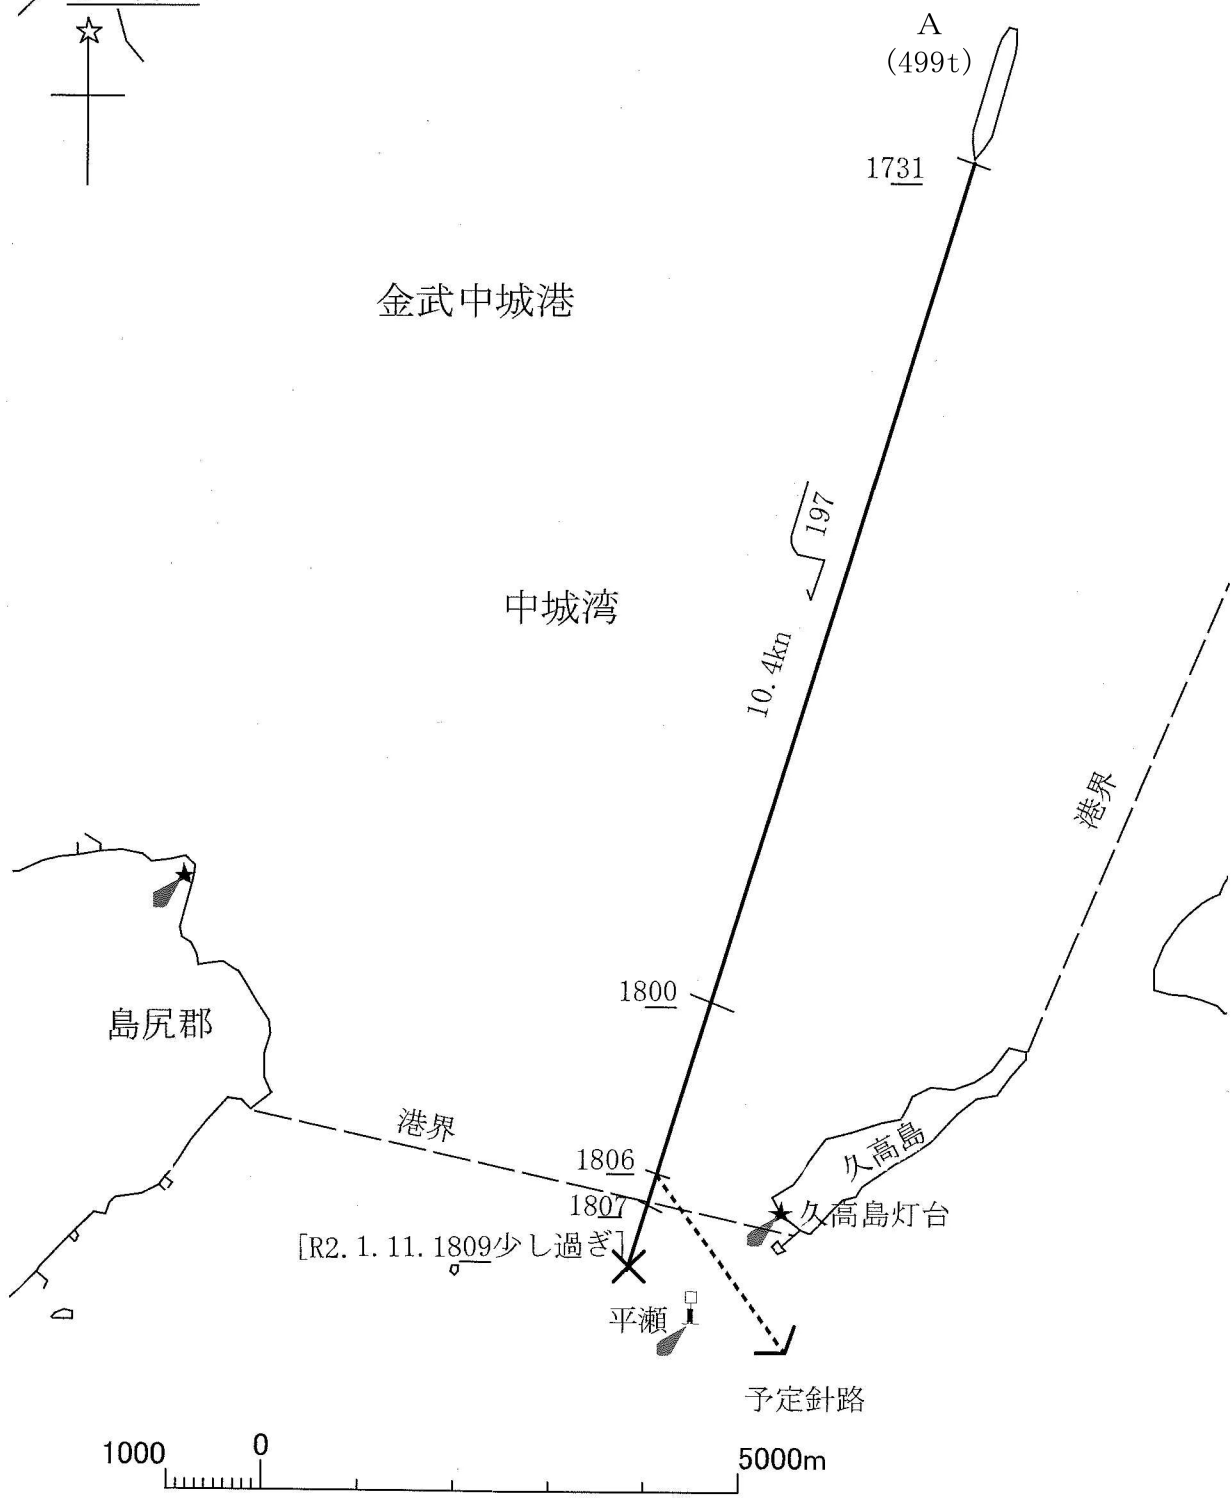 A
(499t)
1731
金武中城港
197
中城湾
10.4kn
港界
1800
島尻郡
港界
1806
久高島
1807
久高島灯台
[R2.1.11.1809少し過ぎ]
平瀬
予定針路
1000
0
5000m